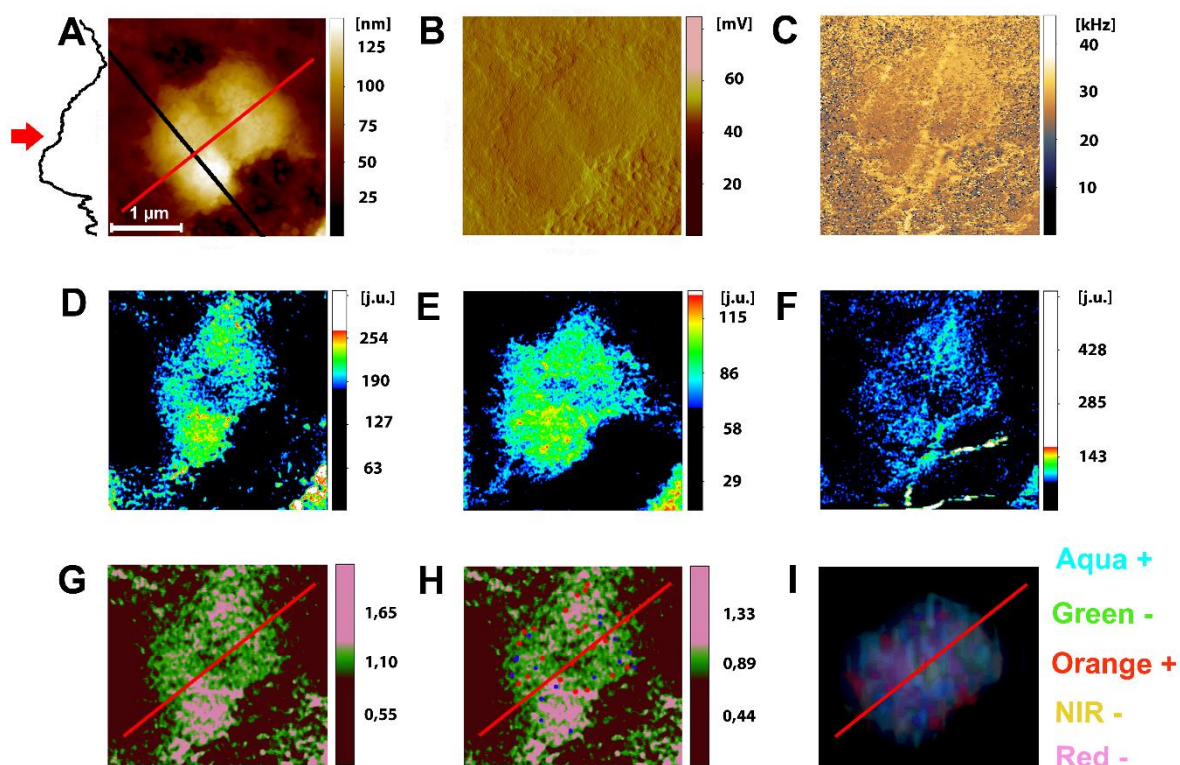 A
[nm]
125
100
75
50
25
1 µm
B
[mV]
60
40
20
C
[kHz]
40
30
20
10
D
[j.u.]
254
190
127
63
E
[j.u.]
115
86
58
29
F
[j.u.]
428
285
143
G
1,65
1,10
0,55
H
1,33
0,89
0,44
I
Aqua +
Green -
Orange +
NIR -
Red -